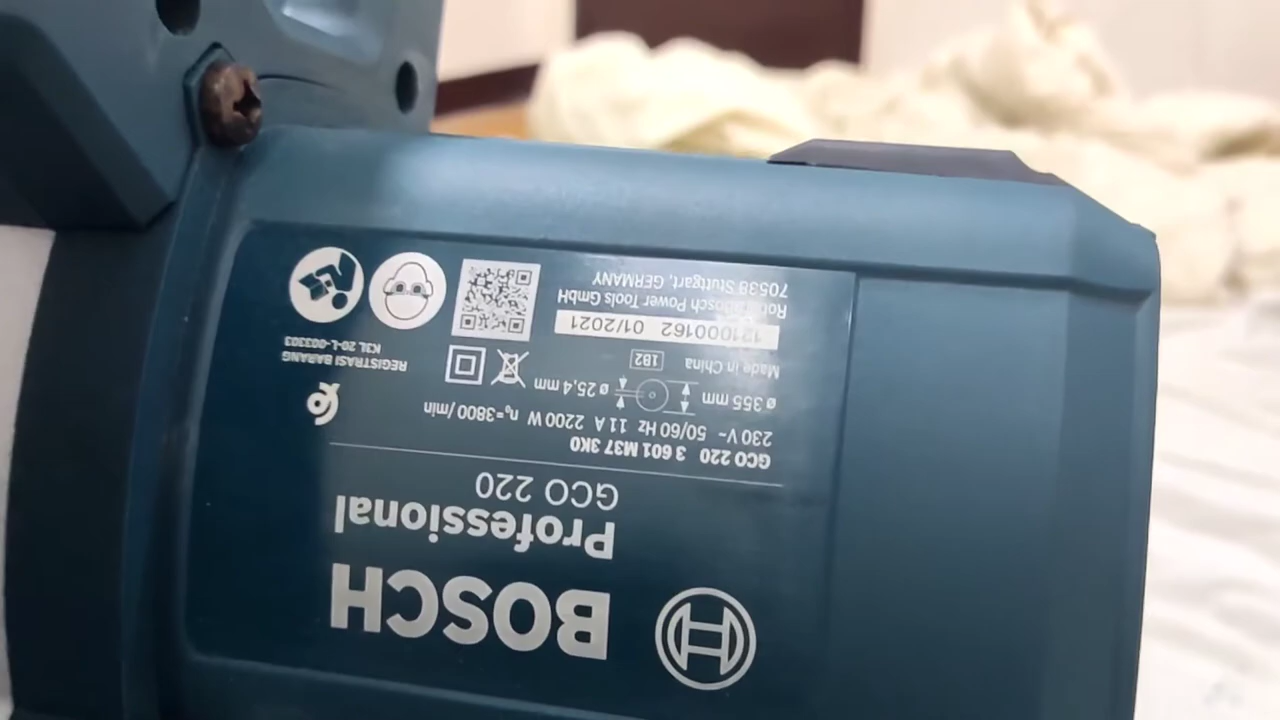 BOSCH
Professional
GCO 220
GCO 220 3 601 M37 3K0
230 V~ 50/60 Hz 11 A 2200 W n₀=3800 /min
ø 355 mm ø 25,4 mm
Made in China 1B2
121000162 01/2021
Robert Bosch Power Tools GmbH
70538 Stuttgart, GERMANY
REGISTRASI BARANG
K3L 20-L-003303